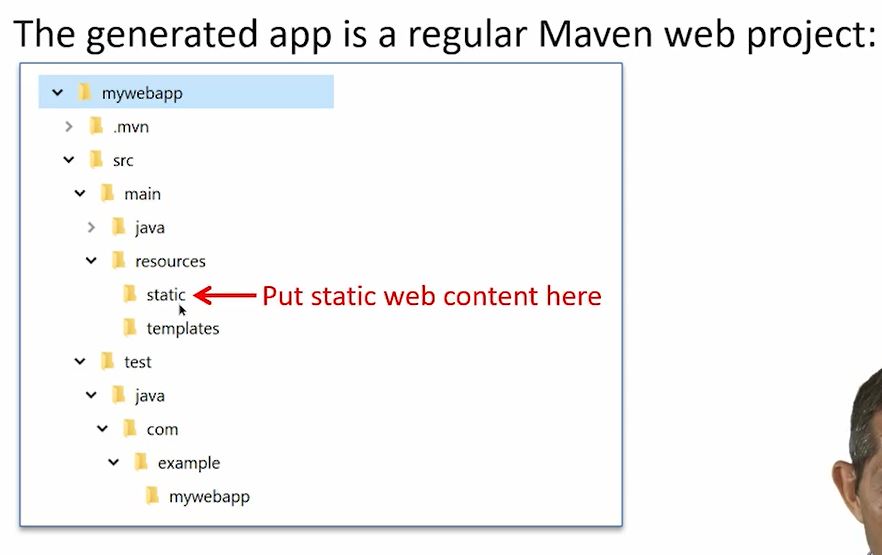 The generated app is a regular Maven web project:
mywebapp
.mvn
src
main
java
resources
static Put static web content here
templates
test
java
com
example
mywebapp